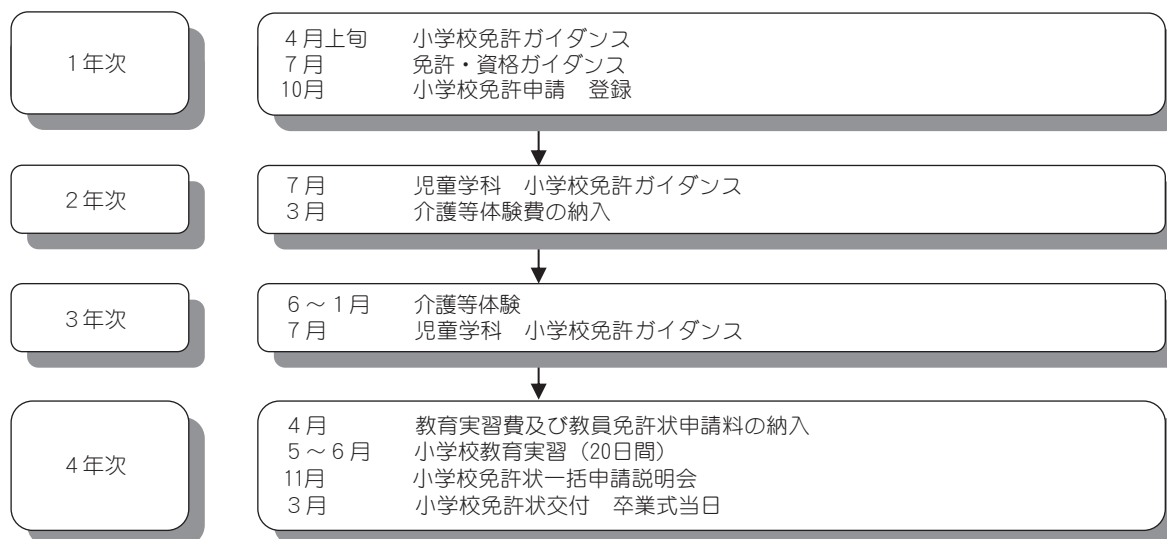 1年次
4月上旬 小学校免許ガイダンス
7月 免許・資格ガイダンス
10月 小学校免許申請 登録
2年次
7月 児童学科 小学校免許ガイダンス
3月 介護等体験費の納入
3年次
6～1月 介護等体験
7月 児童学科 小学校免許ガイダンス
4年次
4月 教育実習費及び教員免許状申請料の納入
5～6月 小学校教育実習（20日間）
11月 小学校免許状一括申請説明会
3月 小学校免許状交付 卒業式当日